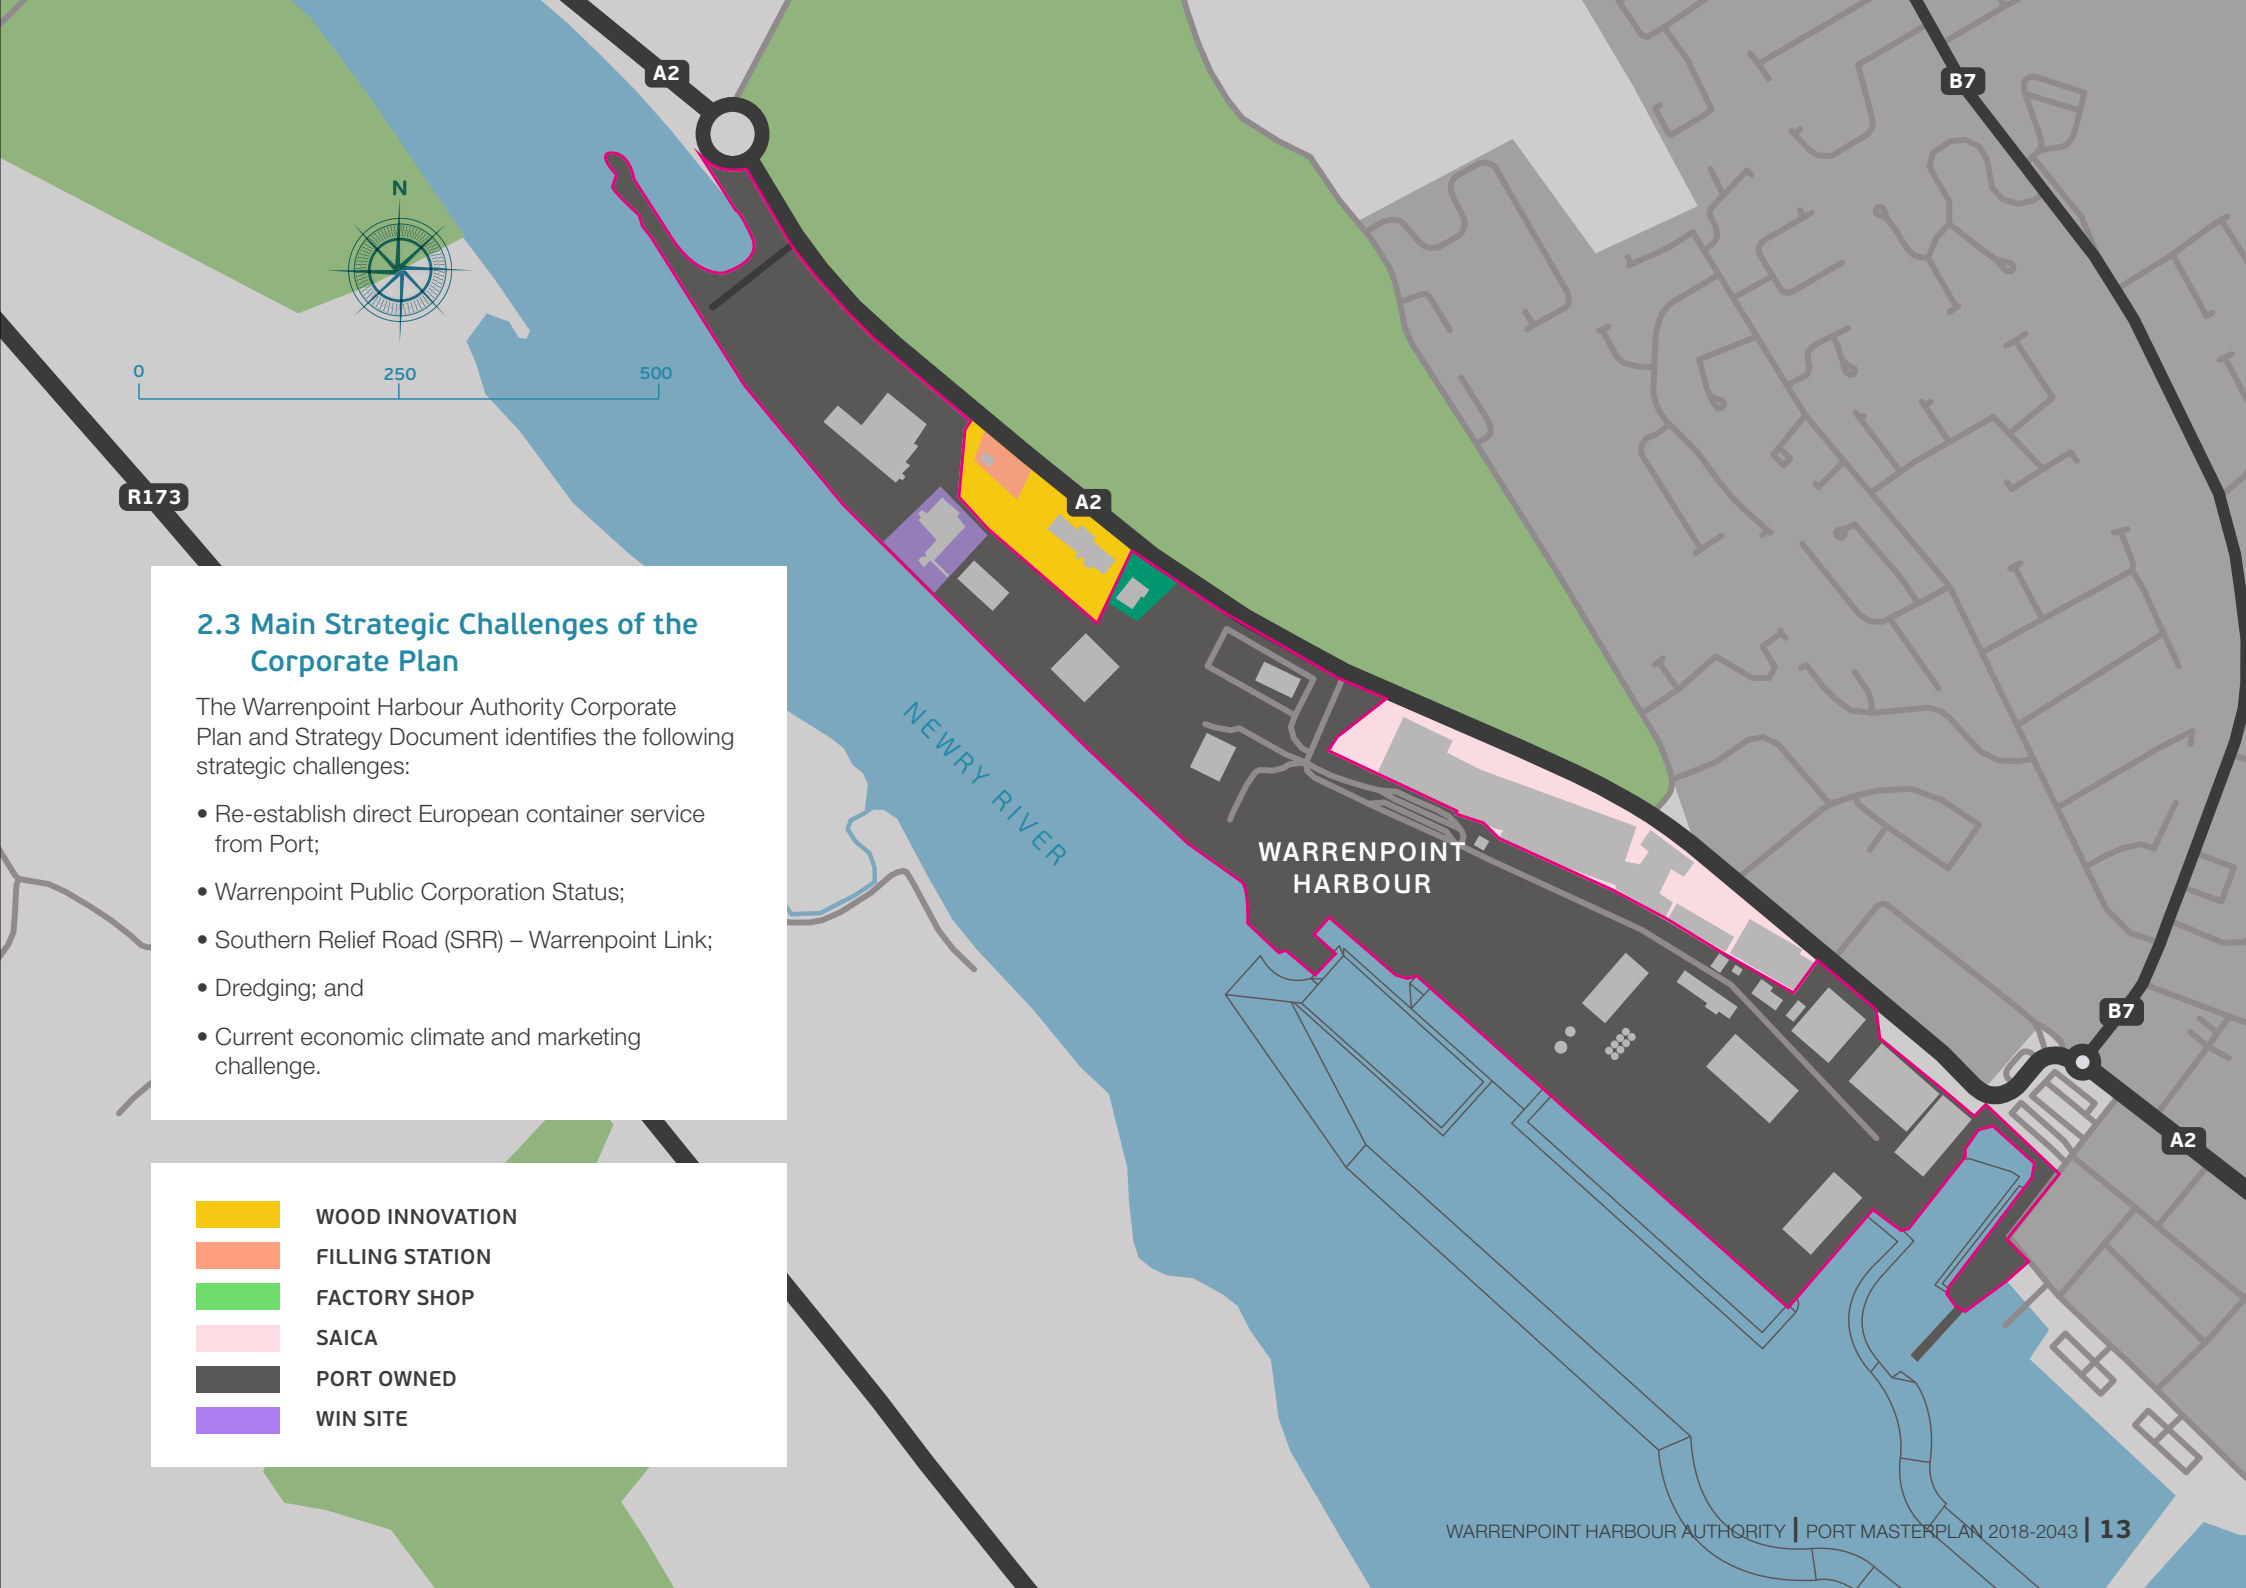 A2
B7
N
0
250
500
R173
A2
2.3 Main Strategic Challenges of the
Corporate Plan
The Warrenpoint Harbour Authority Corporate
Plan and Strategy Document identifies the following
strategic challenges:
• Re-establish direct European container service
from Port;
• Warrenpoint Public Corporation Status;
• Southern Relief Road (SRR) – Warrenpoint Link;
• Dredging; and
• Current economic climate and marketing
challenge.
NEWRY RIVER
WARRENPOINT
HARBOUR
B7
A2
WOOD INNOVATION
FILLING STATION
FACTORY SHOP
SAICA
PORT OWNED
WIN SITE
WARRENPOINT HARBOUR AUTHORITY | PORT MASTERPLAN 2018-2043 | 13